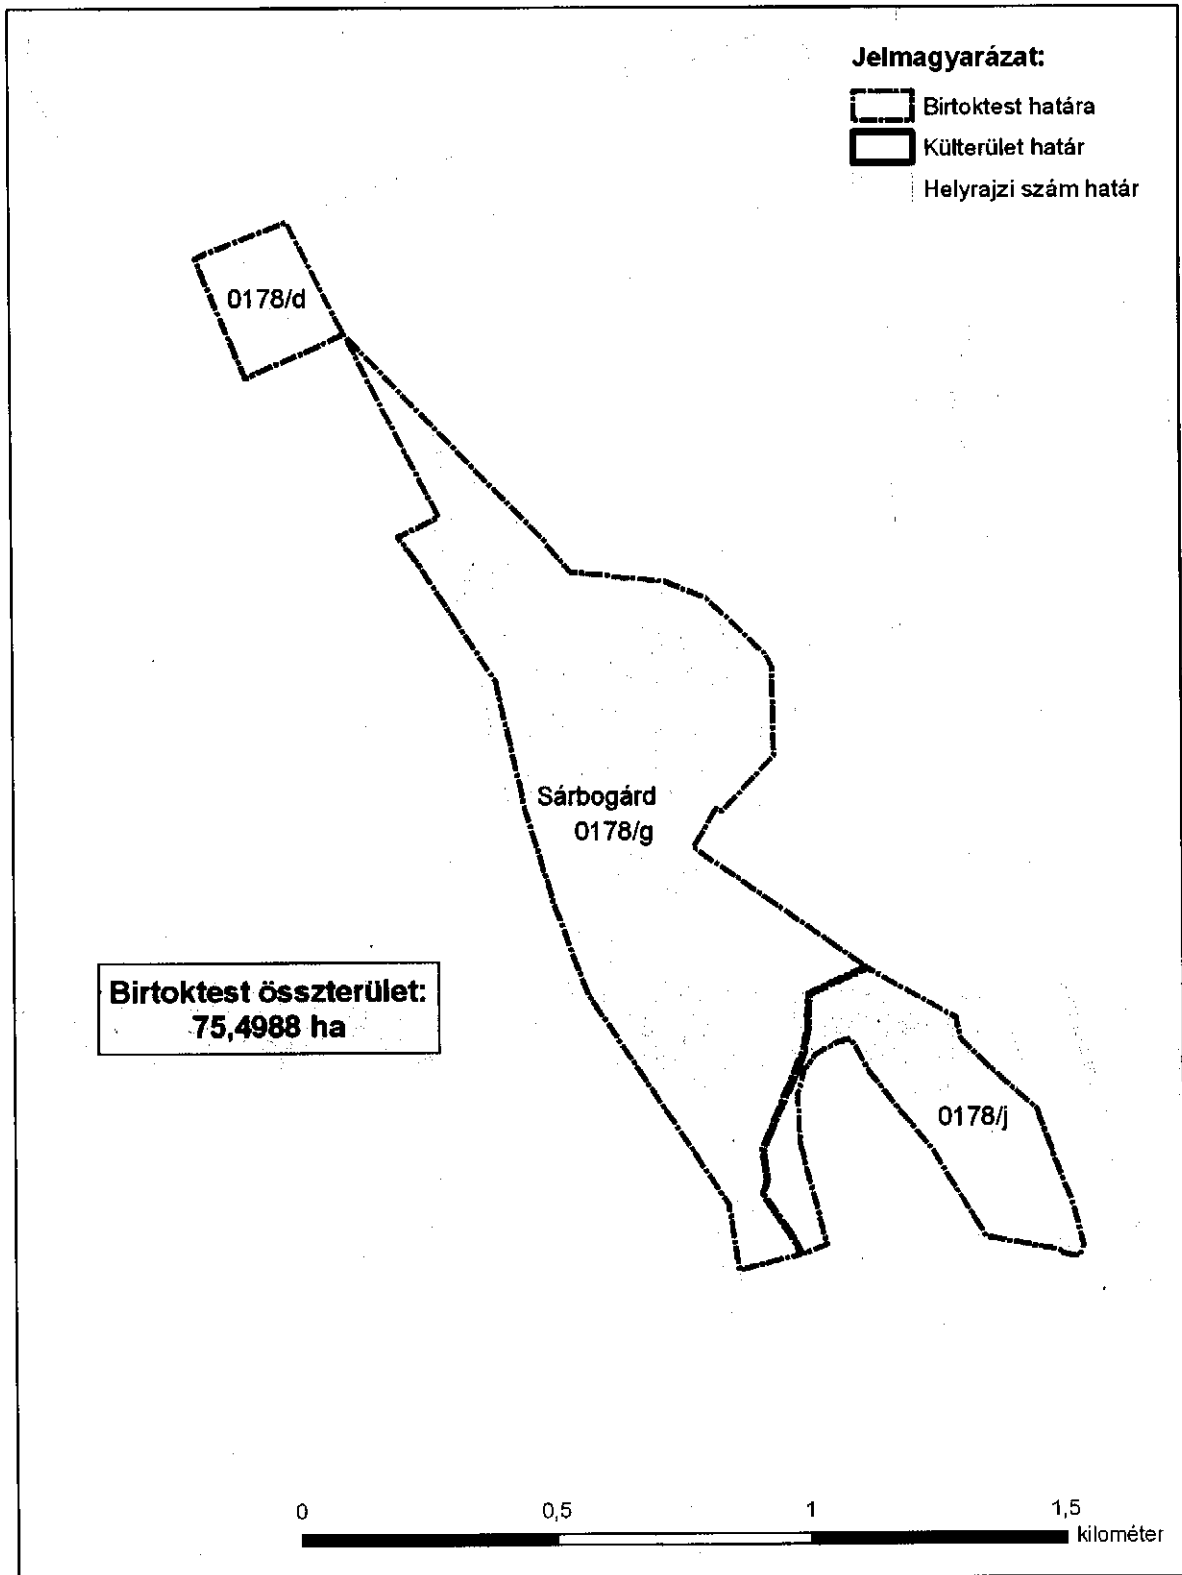 Jelmagyarázat:
Birtoktest határa
Külterület határ
Helyrajzi szám határ
0178/d
Sárbogárd
0178/g
Birtoktest összterület:
75,4988 ha
0178/j
0 0,5 1 1,5
kilométer